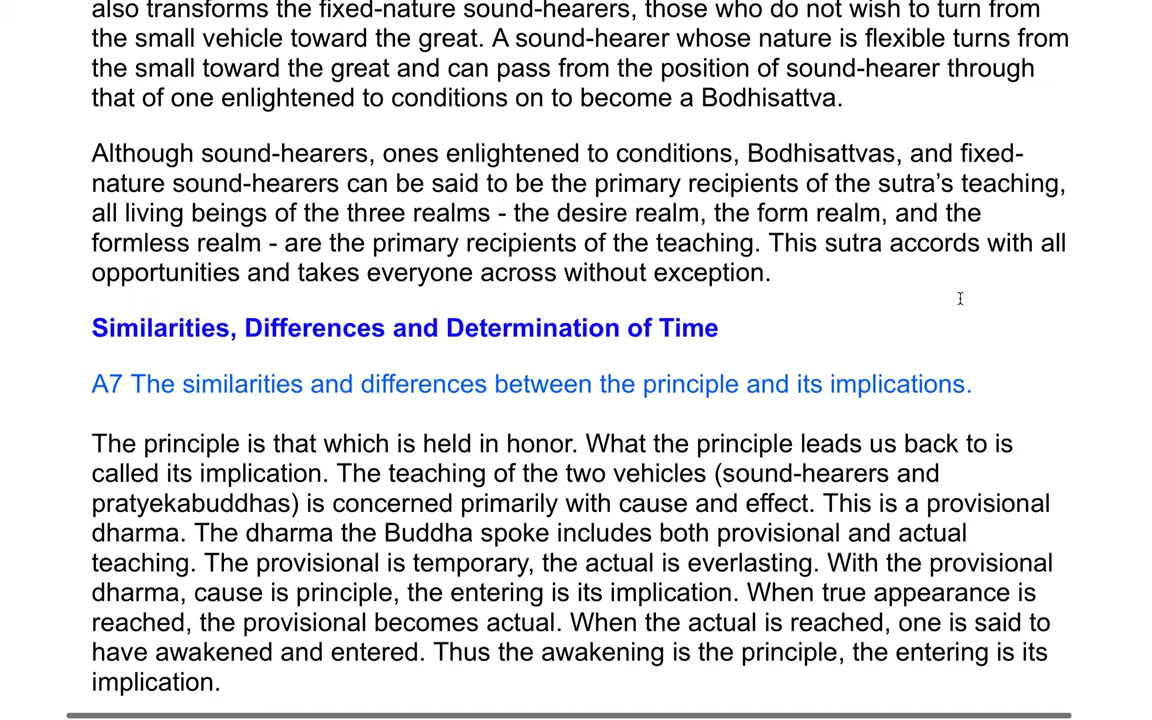 also transforms the fixed-nature sound-hearers, those who do not wish to turn from
the small vehicle toward the great. A sound-hearer whose nature is flexible turns from
the small toward the great and can pass from the position of sound-hearer through
that of one enlightened to conditions on to become a Bodhisattva.
Although sound-hearers, ones enlightened to conditions, Bodhisattvas, and fixed-
nature sound-hearers can be said to be the primary recipients of the sutra’s teaching,
all living beings of the three realms - the desire realm, the form realm, and the
formless realm - are the primary recipients of the teaching. This sutra accords with all
opportunities and takes everyone across without exception.
Similarities, Differences and Determination of Time
A7 The similarities and differences between the principle and its implications.
The principle is that which is held in honor. What the principle leads us back to is
called its implication. The teaching of the two vehicles (sound-hearers and
pratyekabuddhas) is concerned primarily with cause and effect. This is a provisional
dharma. The dharma the Buddha spoke includes both provisional and actual
teaching. The provisional is temporary, the actual is everlasting. With the provisional
dharma, cause is principle, the entering is its implication. When true appearance is
reached, the provisional becomes actual. When the actual is reached, one is said to
have awakened and entered. Thus the awakening is the principle, the entering is its
implication.